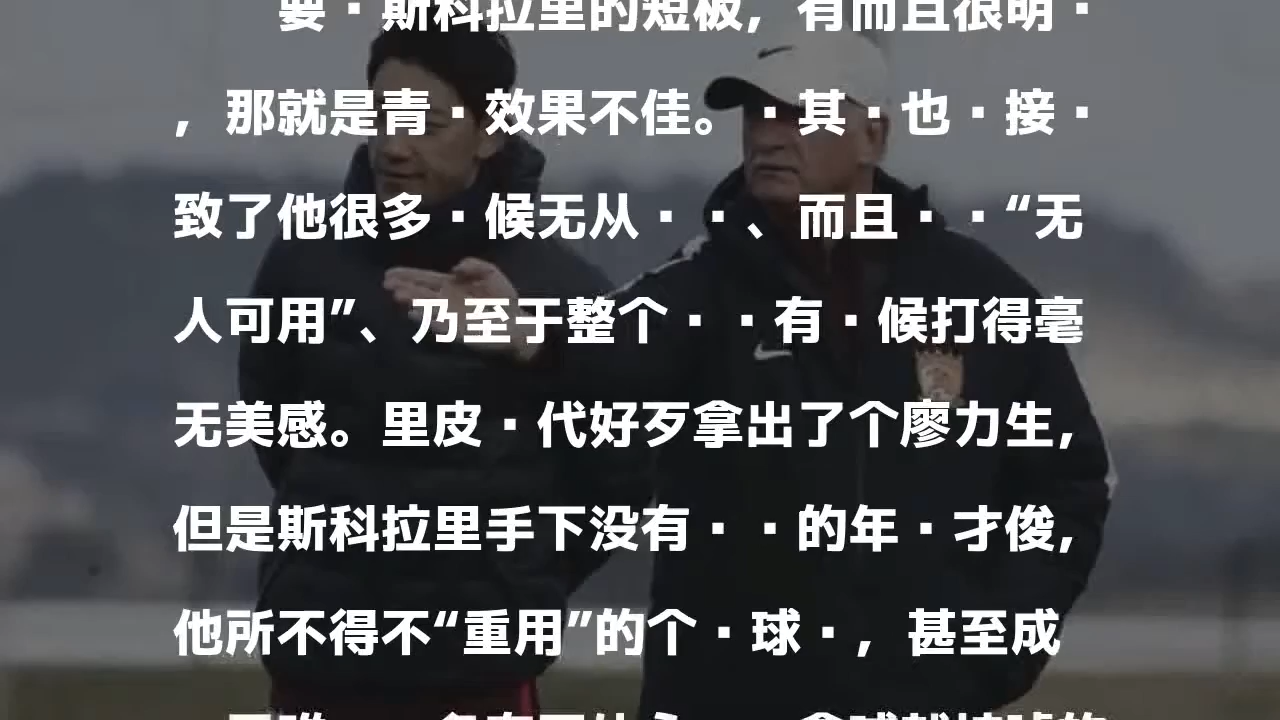 要·斯科拉里的短板，有而且很明·
，那就是青·效果不佳。·其·也·接·
致了他很多·候无从··、而且··“无
人可用”、乃至于整个··有·候打得毫
无美感。里皮·代好歹拿出了个廖力生，
但是斯科拉里手下没有··的年·才俊，
他所不得不“重用”的个·球·，甚至成